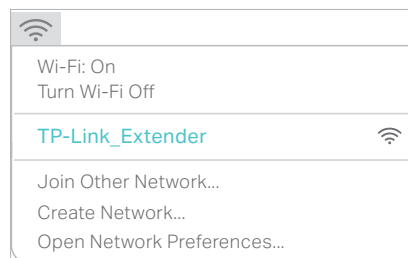 Wi-Fi: On
Turn Wi-Fi Off
TP-Link_Extender
Join Other Network...
Create Network...
Open Network Preferences...